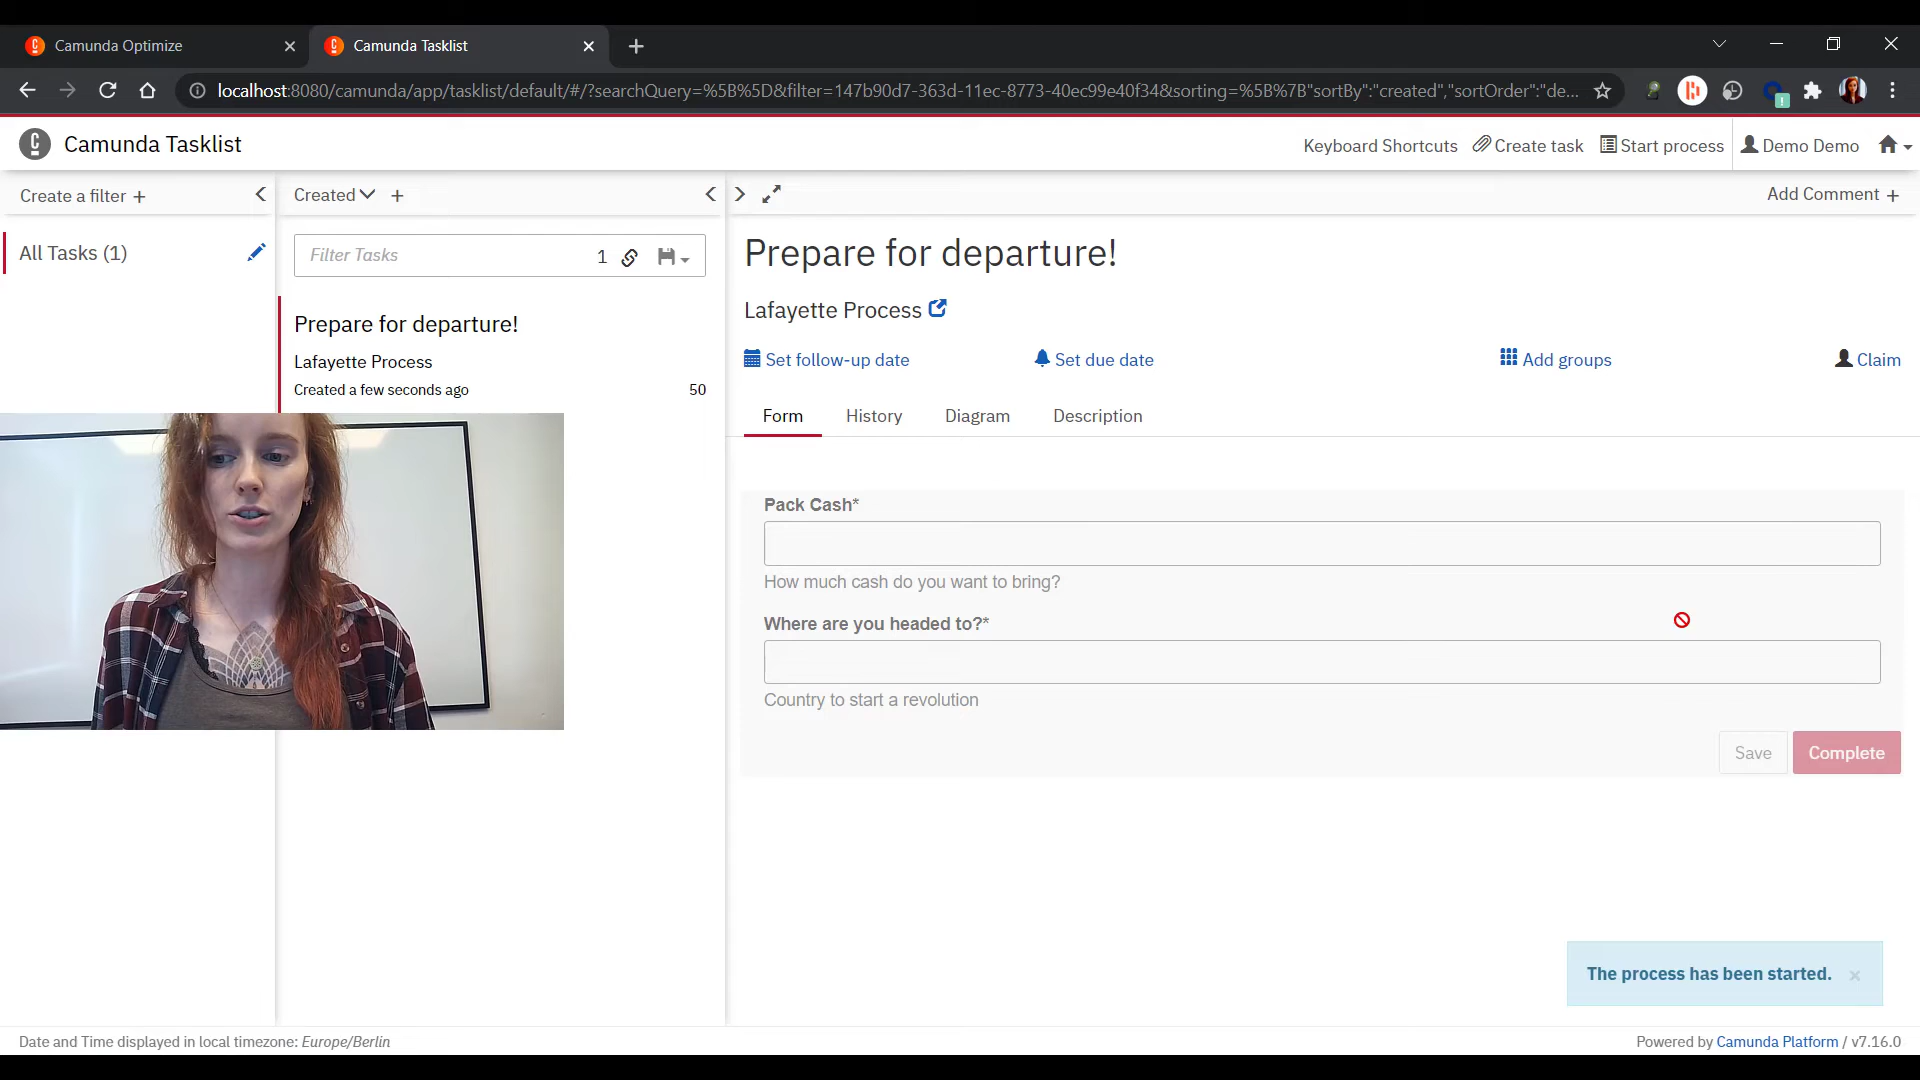 Camunda Optimize
Camunda Tasklist
localhost:8080/camunda/app/tasklist/default/#/?searchQuery=%5B%5D&filter=147b90d7-363d-11ec-8773-40ec99e40f34&sorting=%5B%7B"sortBy":"created","sortOrder":"de...
Camunda Tasklist
Keyboard Shortcuts
Create task
Start process
Demo Demo
Create a filter +
Created
Add Comment +
All Tasks (1)
Filter Tasks
1
Prepare for departure!
Lafayette Process
Created a few seconds ago
50
Prepare for departure!
Lafayette Process
Set follow-up date
Set due date
Add groups
Claim
Form
History
Diagram
Description
Pack Cash*
How much cash do you want to bring?
Where are you headed to?*
Country to start a revolution
Save
Complete
The process has been started.
×
Date and Time displayed in local timezone: Europe/Berlin
Powered by Camunda Platform / v7.16.0